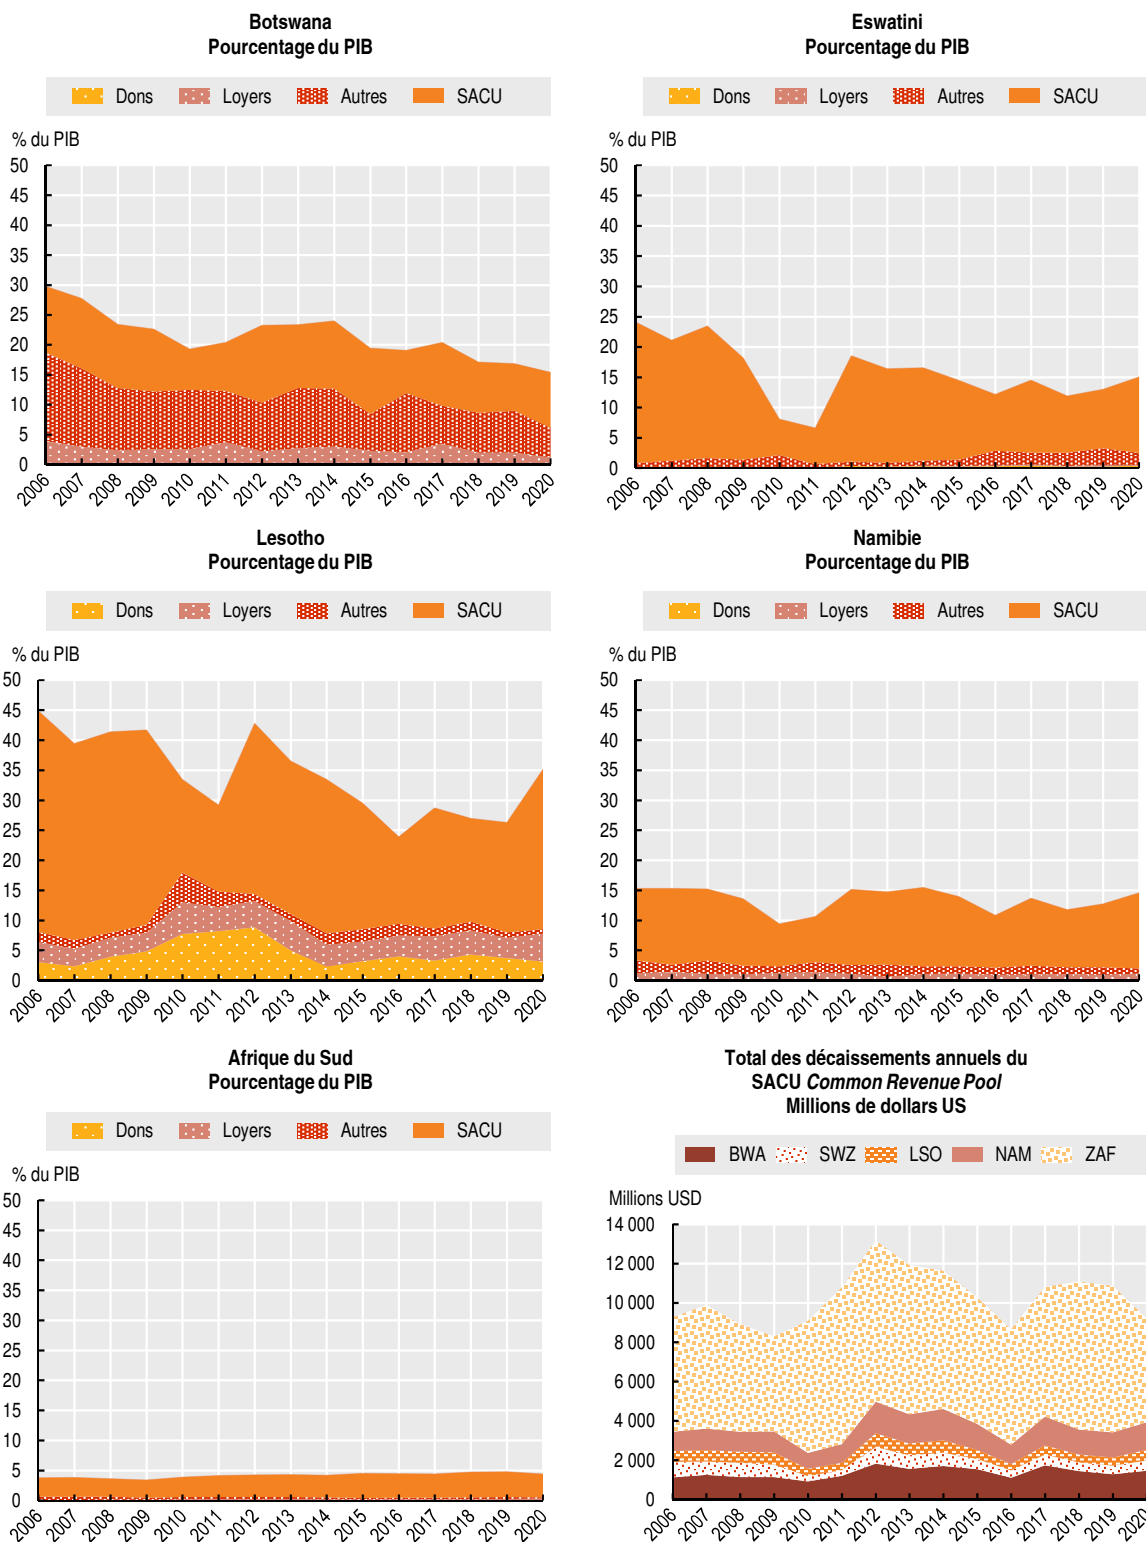 Botswana
Pourcentage du PIB
Dons Loyers Autres SACU
% du PIB
50
45
40
35
30
25
20
15
10
5
0
2006 2007 2008 2009 2010 2011 2012 2013 2014 2015 2016 2017 2018 2019 2020
Eswatini
Pourcentage du PIB
Dons Loyers Autres SACU
% du PIB
50
45
40
35
30
25
20
15
10
5
0
2006 2007 2008 2009 2010 2011 2012 2013 2014 2015 2016 2017 2018 2019 2020
Lesotho
Pourcentage du PIB
Dons Loyers Autres SACU
% du PIB
50
45
40
35
30
25
20
15
10
5
0
2006 2007 2008 2009 2010 2011 2012 2013 2014 2015 2016 2017 2018 2019 2020
Namibie
Pourcentage du PIB
Dons Loyers Autres SACU
% du PIB
50
45
40
35
30
25
20
15
10
5
0
2006 2007 2008 2009 2010 2011 2012 2013 2014 2015 2016 2017 2018 2019 2020
Afrique du Sud
Pourcentage du PIB
Dons Loyers Autres SACU
% du PIB
50
45
40
35
30
25
20
15
10
5
0
2006 2007 2008 2009 2010 2011 2012 2013 2014 2015 2016 2017 2018 2019 2020
Total des décaissements annuels du
SACU Common Revenue Pool
Millions de dollars US
BWA SWZ LSO NAM ZAF
Millions USD
14 000
12 000
10 000
8 000
6 000
4 000
2 000
0
2006 2007 2008 2009 2010 2011 2012 2013 2014 2015 2016 2017 2018 2019 2020